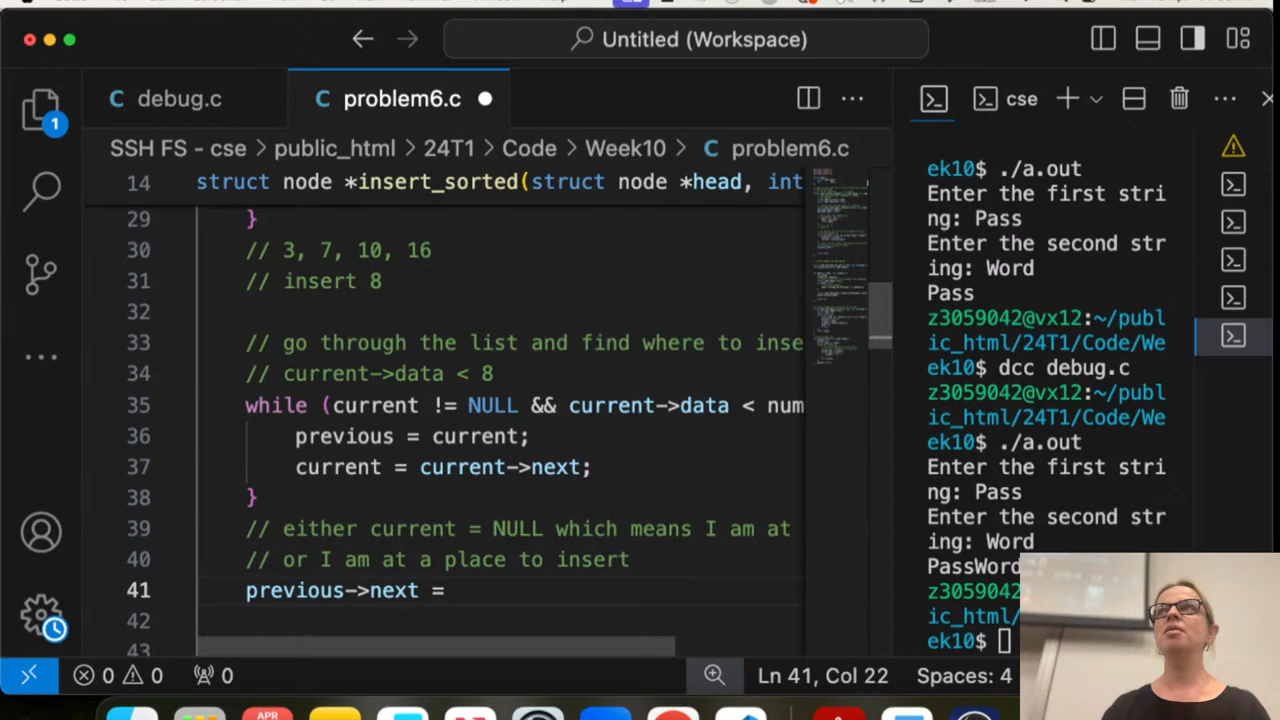 Untitled (Workspace)
debug.c
problem6.c
cse
SSH FS - cse > public_html > 24T1 > Code > Week10 > C problem6.c
14 struct node *insert_sorted(struct node *head, int
29 }
30 // 3, 7, 10, 16
31 // insert 8
32
33 // go through the list and find where to inse
34 // current->data < 8
35 while (current != NULL && current->data < num
36 previous = current;
37 current = current->next;
38 }
39 // either current = NULL which means I am at
40 // or I am at a place to insert
41 previous->next =
42
43
ek10$ ./a.out
Enter the first stri
ng: Pass
Enter the second str
ing: Word
Pass
z3059042@vx12:~/publ
ic_html/24T1/Code/We
ek10$ dcc debug.c
z3059042@vx12:~/publ
ic_html/24T1/Code/We
ek10$ ./a.out
Enter the first stri
ng: Pass
Enter the second str
ing: Word
PassWord
z3059042
ic_html/
ek10$
1
0 0 0
Ln 41, Col 22
Spaces: 4
APR